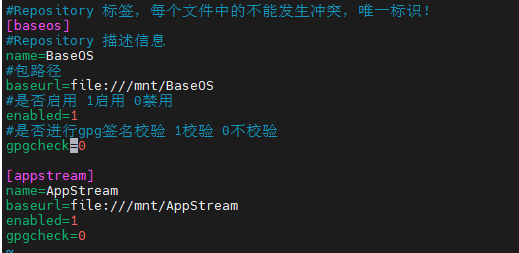 #Repository 标签，每个文件中的不能发生冲突，唯一标识！
[baseos]
#Repository 描述信息
name=BaseOS
#包路径
baseurl=file:///mnt/BaseOS
#是否启用 1启用 0禁用
enabled=1
#是否进行gpg签名校验 1校验 0不校验
gpgcheck=0
[appstream]
name=AppStream
baseurl=file:///mnt/AppStream
enabled=1
gpgcheck=0
~